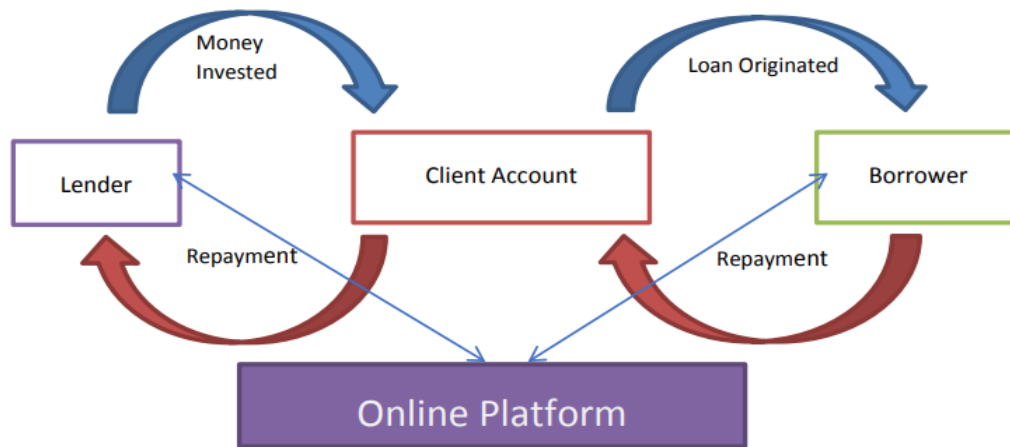 Money
Invested
Loan Originated
Lender
Client Account
Borrower
Repayment
Repayment
Online Platform